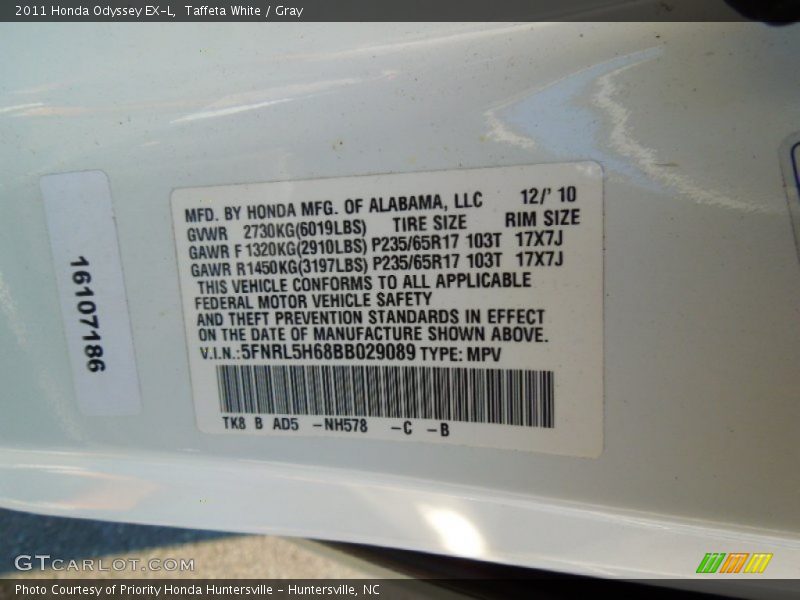 2011 Honda Odyssey EX-L, Taffeta White / Gray
16107186
MFD. BY HONDA MFG. OF ALABAMA, LLC 12/' 10
GVWR 2730KG(6019LBS) TIRE SIZE RIM SIZE
GAWR F 1320KG(2910LBS) P235/65R17 103T 17X7J
GAWR R1450KG(3197LBS) P235/65R17 103T 17X7J
THIS VEHICLE CONFORMS TO ALL APPLICABLE
FEDERAL MOTOR VEHICLE SAFETY
AND THEFT PREVENTION STANDARDS IN EFFECT
ON THE DATE OF MANUFACTURE SHOWN ABOVE.
V.I.N.:5FNRL5H68BB029089 TYPE: MPV
TK8 B AD5 -NH578 -C -B
GTCARLOT.COM
Photo Courtesy of Priority Honda Huntersville - Huntersville, NC